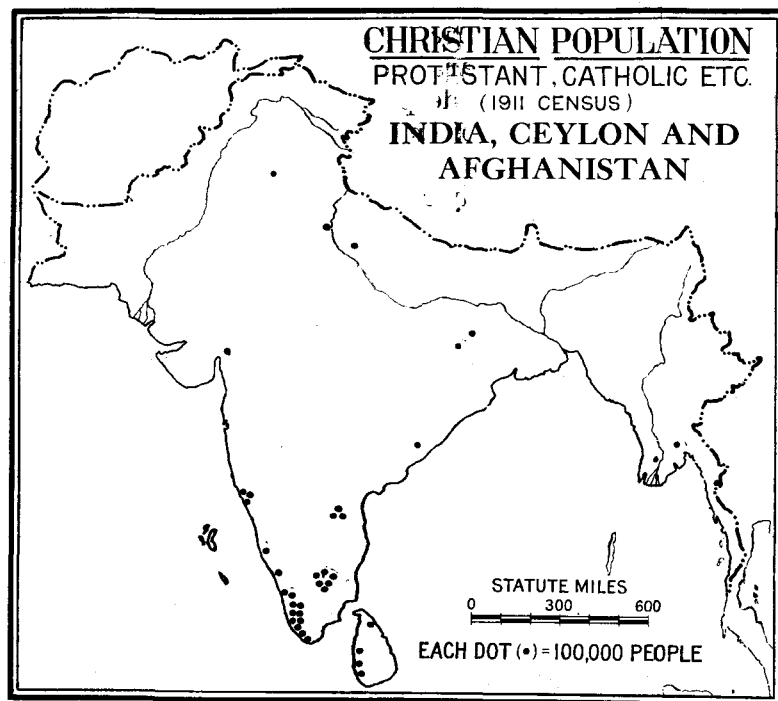 CHRISTIAN POPULATION
PROTESTANT, CATHOLIC ETC.
(1911 CENSUS)
INDIA, CEYLON AND
AFGHANISTAN
STATUTE MILES
0 300 600
EACH DOT (•) = 100,000 PEOPLE